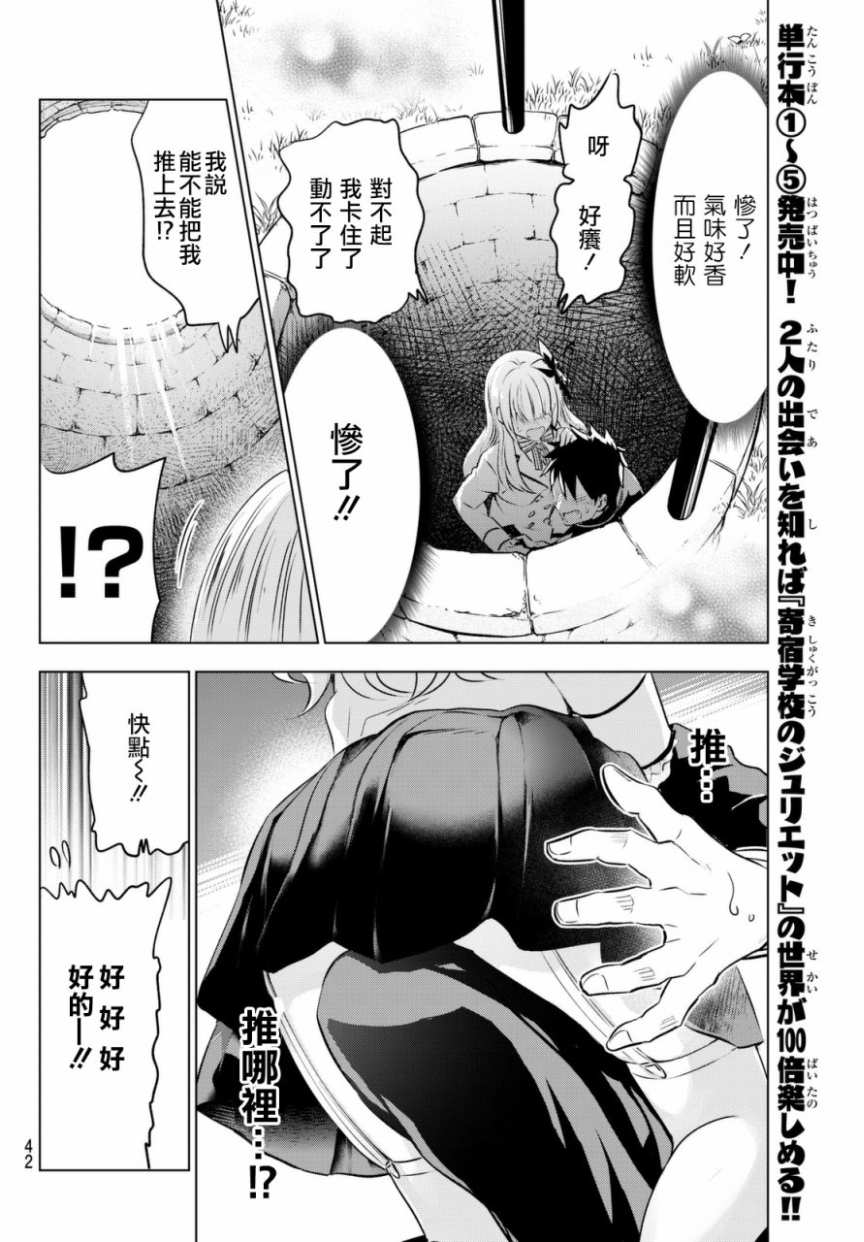 単行本①～⑤発売中！ 2人の出会いを知れば『寄宿学校のジュリエット』の世界が100倍楽しめる!!
たんこうぼん
はつばいちゅう
ふたり
であ
し
きしゅくがっこう
せかい
ばいたの
慘了！
氣味好香
而且好軟
呀
好癢！
對不起
我卡住了
動不了了
慘了!!
我說
能不能把我
推上去!?
!?
推…
推哪裡…!?
快點〜!!
好
好
好
好的ー!!
42